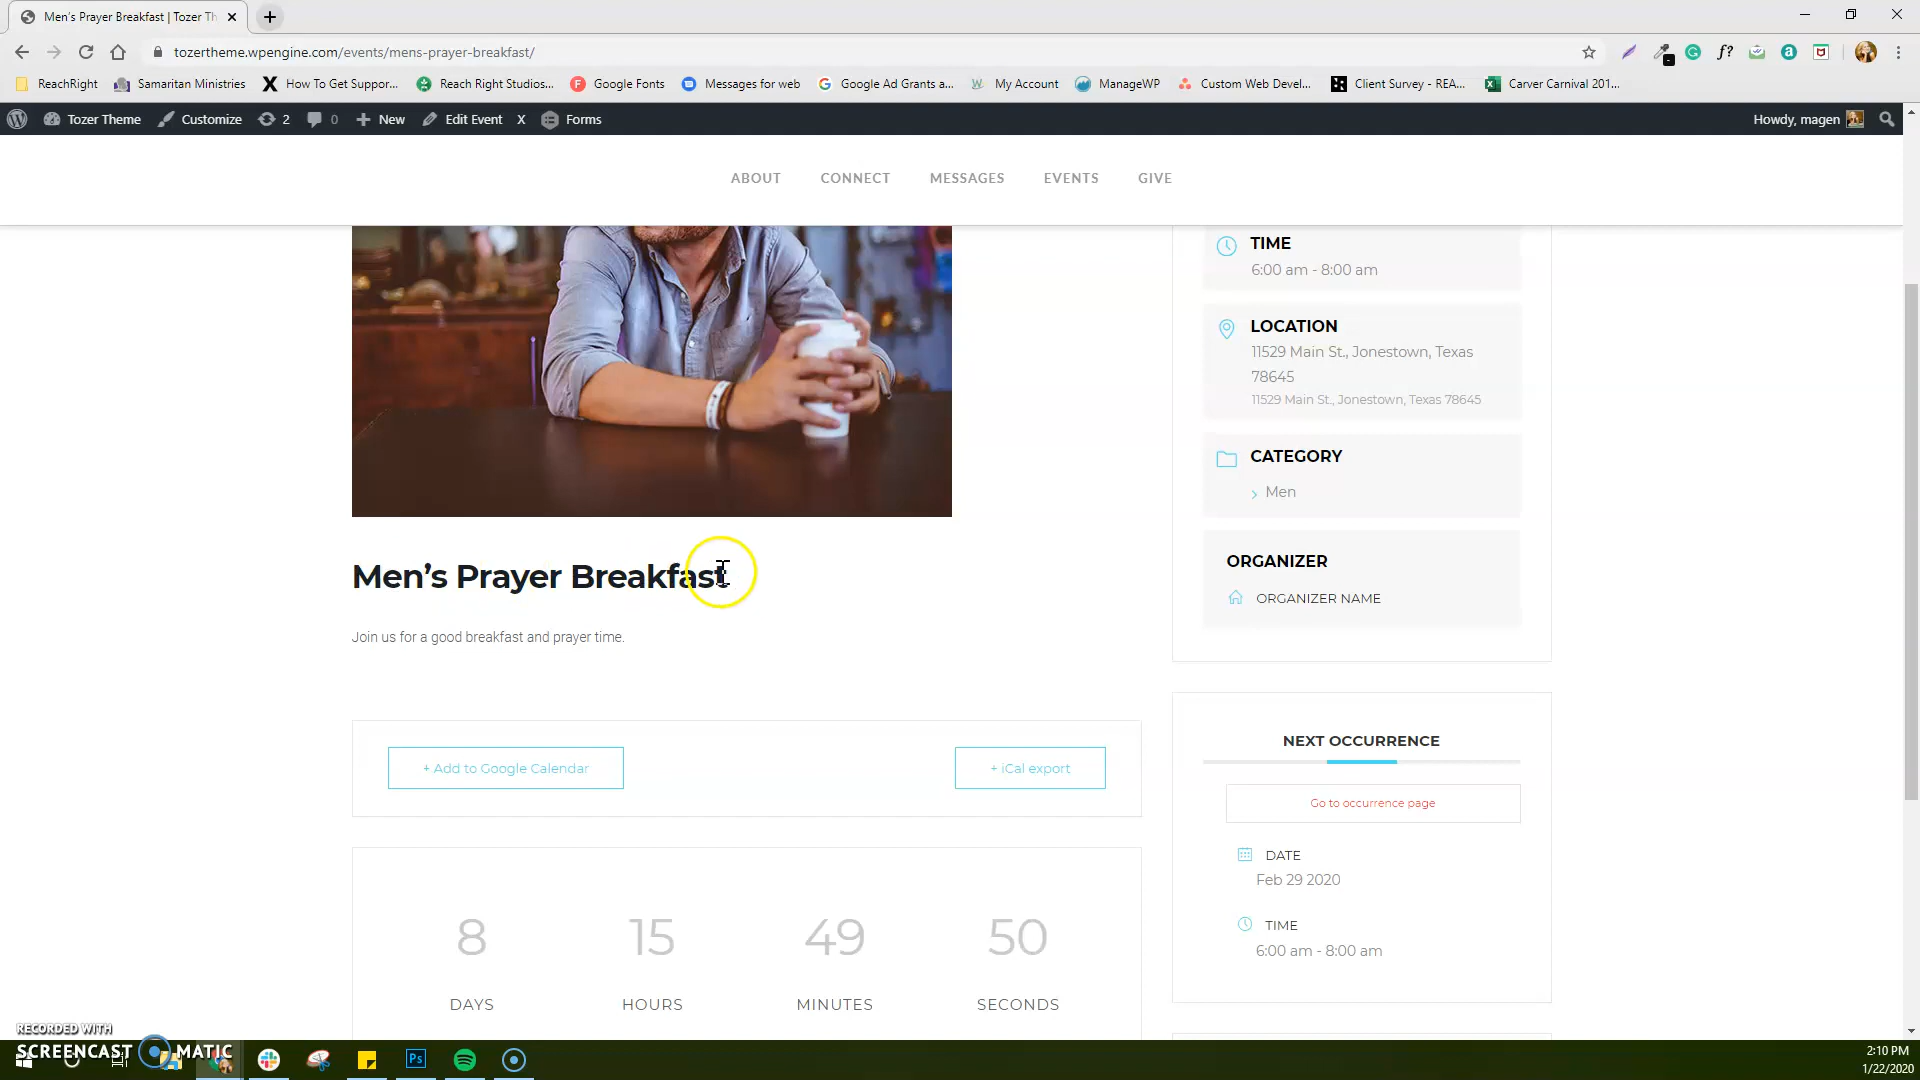 Men's Prayer Breakfast | Tozer Th
tozertheme.wpengine.com/events/mens-prayer-breakfast/
ReachRight Samaritan Ministries How To Get Suppor... Reach Right Studios... Google Fonts Messages for web Google Ad Grants a... My Account ManageWP Custom Web Devel... Client Survey - REA... Carver Carnival 201...
Tozer Theme Customize 2 0 New Edit Event X Forms Howdy, magen
ABOUT CONNECT MESSAGES EVENTS GIVE
TIME
6:00 am - 8:00 am
LOCATION
11529 Main St., Jonestown, Texas
78645
11529 Main St., Jonestown, Texas 78645
CATEGORY
Men
ORGANIZER
ORGANIZER NAME
Men’s Prayer Breakfast
Join us for a good breakfast and prayer time.
+ Add to Google Calendar + iCal export
8 15 49 50
DAYS HOURS MINUTES SECONDS
NEXT OCCURRENCE
Go to occurrence page
DATE
Feb 29 2020
TIME
6:00 am - 8:00 am
RECORDED WITH
SCREENCAST MATIC
Ps
2:10 PM
1/22/2020